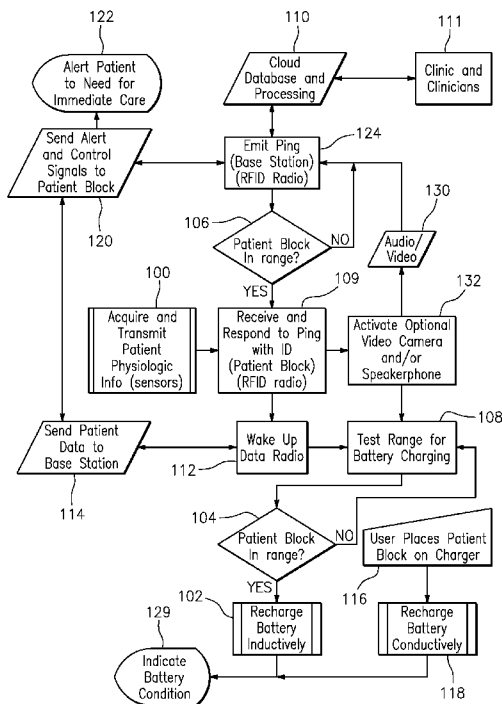 122
Alert Patient
to Need for
Immediate Care
110
Cloud
Database and
Processing
111
Clinic and
Clinicians
Send Alert
and Control
Signals to
Patient Block
120
Emit Ping
(Base Station)
(RFID Radio)
124
106
Patient Block
In range?
NO
YES
130
Audio/
Video
100
Acquire and
Transmit
Patient
Physiologic
Info (sensors)
109
Receive and
Respond to Ping
with ID
(Patient Block)
(RFID radio)
132
Activate Optional
Video Camera
and/or
Speakerphone
Send Patient
Data to
Base Station
114
Wake Up
Data Radio
112
108
Test Range for
Battery Charging
104
Patient Block
In range?
NO
YES
User Places Patient
Block on Charger
116
102
Recharge
Battery
Inductively
Recharge
Battery
Conductively
118
129
Indicate
Battery
Condition